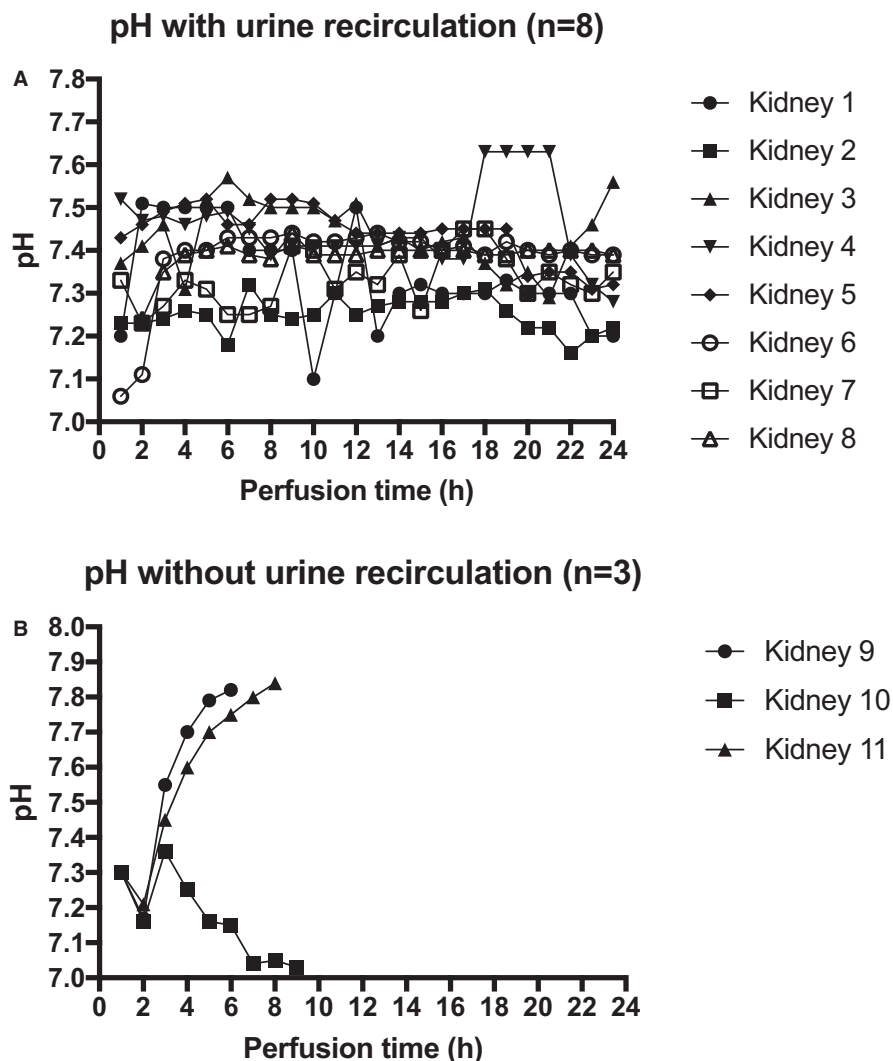 pH with urine recirculation (n=8)
A
7.8
7.7
7.6
7.5
7.4
7.3
7.2
7.1
7.0
pH
0 2 4 6 8 10 12 14 16 18 20 22 24
Perfusion time (h)
Kidney 1
Kidney 2
Kidney 3
Kidney 4
Kidney 5
Kidney 6
Kidney 7
Kidney 8
pH without urine recirculation (n=3)
B
8.0
7.9
7.8
7.7
7.6
7.5
7.4
7.3
7.2
7.1
7.0
pH
0 2 4 6 8 10 12 14 16 18 20 22 24
Perfusion time (h)
Kidney 9
Kidney 10
Kidney 11